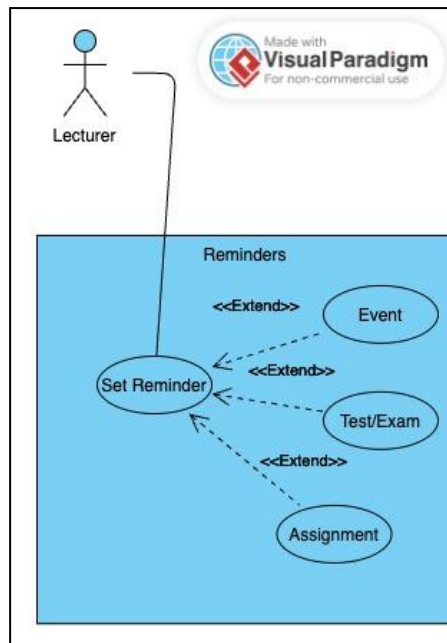 Made with
Visual Paradigm
For non-commercial use
Lecturer
Reminders
<<Extend>>
Event
<<Extend>>
Set Reminder
Test/Exam
<<Extend>>
Assignment